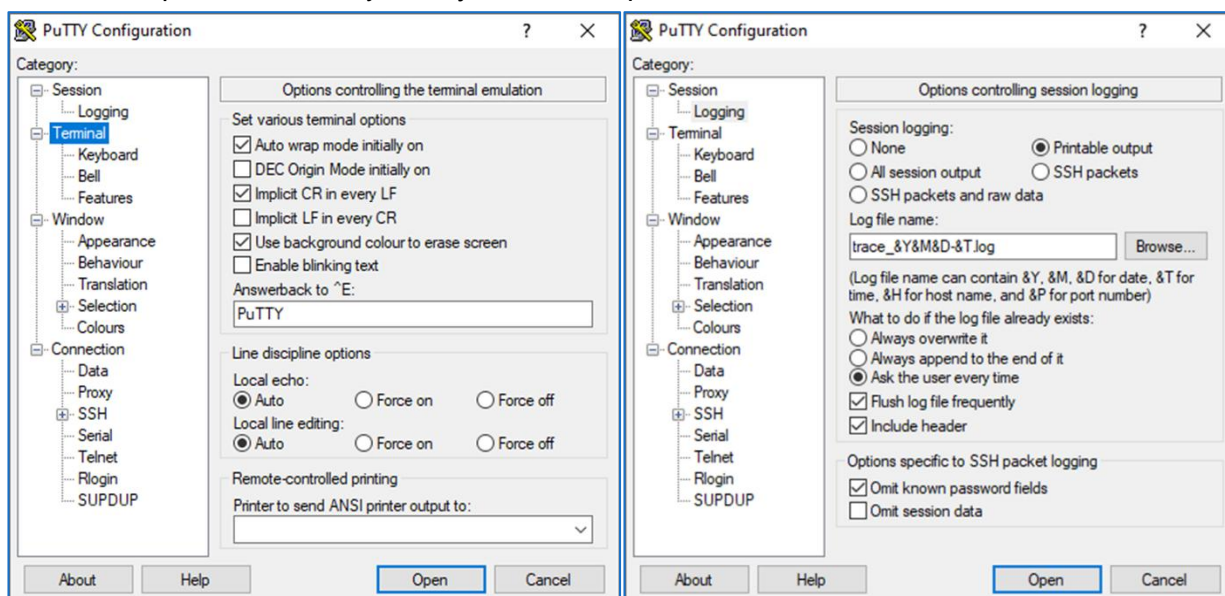 PuTTY Configuration ? ×
Category:
Session
Logging
Terminal
Keyboard
Bell
Features
Window
Appearance
Behaviour
Translation
Selection
Colours
Connection
Data
Proxy
SSH
Serial
Telnet
Rlogin
SUPDUP
Options controlling the terminal emulation
Set various terminal options
Auto wrap mode initially on
DEC Origin Mode initially on
Implicit CR in every LF
Implicit LF in every CR
Use background colour to erase screen
Enable blinking text
Answerback to ^E:
PuTTY
Line discipline options
Local echo:
Auto Force on Force off
Local line editing:
Auto Force on Force off
Remote-controlled printing
Printer to send ANSI printer output to:
About Help Open Cancel
PuTTY Configuration ? ×
Category:
Session
Logging
Terminal
Keyboard
Bell
Features
Window
Appearance
Behaviour
Translation
Selection
Colours
Connection
Data
Proxy
SSH
Serial
Telnet
Rlogin
SUPDUP
Options controlling session logging
Session logging:
None Printable output
All session output SSH packets
SSH packets and raw data
Log file name:
trace_&Y&M&D-&T.log Browse...
(Log file name can contain &Y, &M, &D for date, &T for
time, &H for host name, and &P for port number)
What to do if the log file already exists:
Always overwrite it
Always append to the end of it
Ask the user every time
Flush log file frequently
Include header
Options specific to SSH packet logging
Omit known password fields
Omit session data
About Help Open Cancel